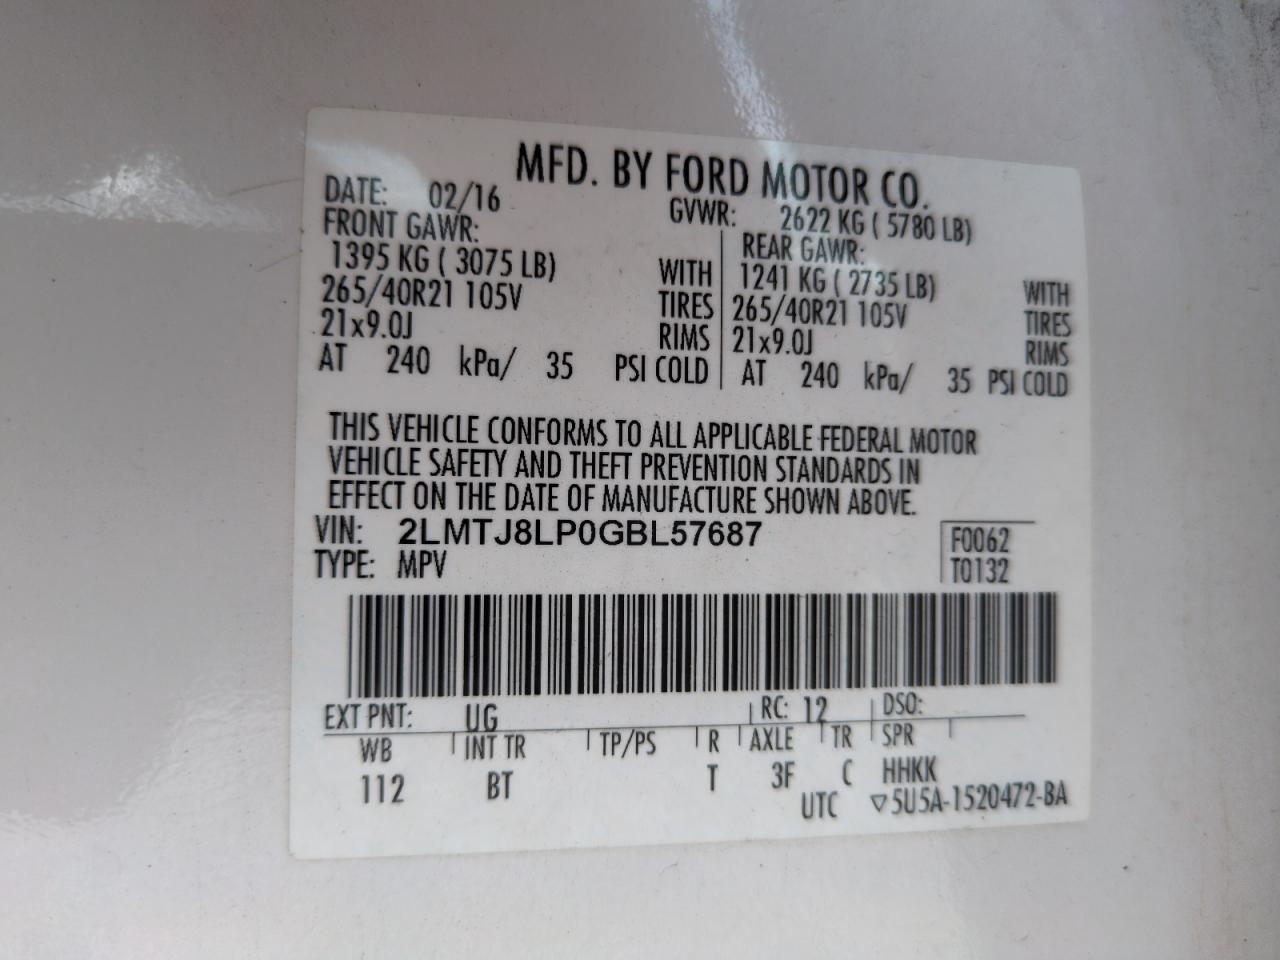 MFD. BY FORD MOTOR CO.
DATE: 02/16 GVWR: 2622 KG ( 5780 LB)
FRONT GAWR: REAR GAWR:
1395 KG ( 3075 LB) WITH 1241 KG ( 2735 LB) WITH
265/40R21 105V TIRES 265/40R21 105V TIRES
21x9.0J RIMS 21x9.0J RIMS
AT 240 kPa/ 35 PSI COLD AT 240 kPa/ 35 PSI COLD
THIS VEHICLE CONFORMS TO ALL APPLICABLE FEDERAL MOTOR
VEHICLE SAFETY AND THEFT PREVENTION STANDARDS IN
EFFECT ON THE DATE OF MANUFACTURE SHOWN ABOVE.
VIN: 2LMTJ8LP0GBL57687 F0062
TYPE: MPV T0132
EXT PNT: UG RC: 12 DSO:
WB INT TR TP/PS R AXLE TR SPR
112 BT T 3F C HHKK
UTC ▽5U5A-1520472-BA